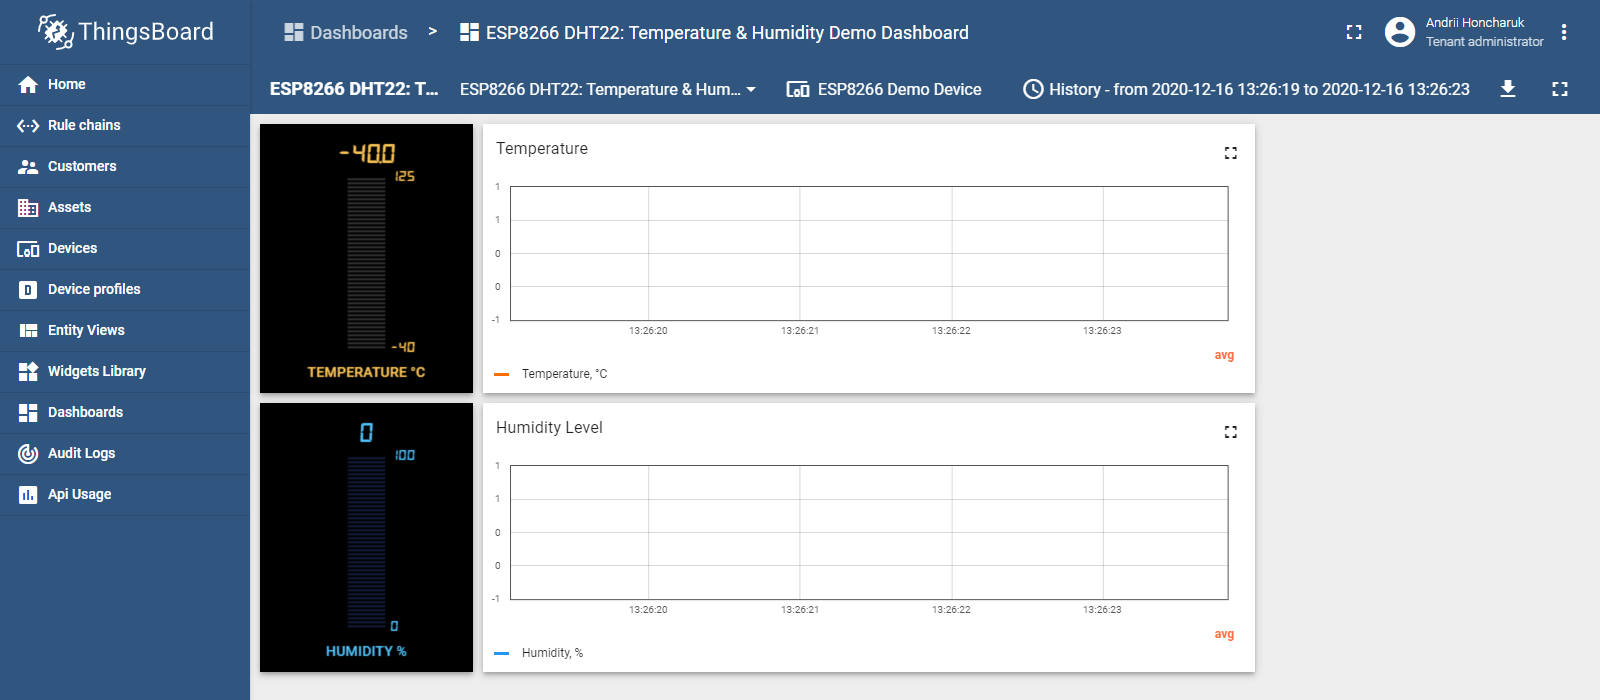 ThingsBoard
Dashboards > ESP8266 DHT22: Temperature & Humidity Demo Dashboard
Andrii Honcharuk
Tenant administrator
ESP8266 DHT22: T...
ESP8266 DHT22: Temperature & Hum...
ESP8266 Demo Device
History - from 2020-12-16 13:26:19 to 2020-12-16 13:26:23
Home
Rule chains
Customers
Assets
Devices
Device profiles
Entity Views
Widgets Library
Dashboards
Audit Logs
Api Usage
-40.0
125
-40
TEMPERATURE °C
Temperature
1
1
0
0
-1
13:26:20 13:26:21 13:26:22 13:26:23
avg
Temperature, °C
0
100
0
HUMIDITY %
Humidity Level
1
1
0
0
-1
13:26:20 13:26:21 13:26:22 13:26:23
avg
Humidity, %